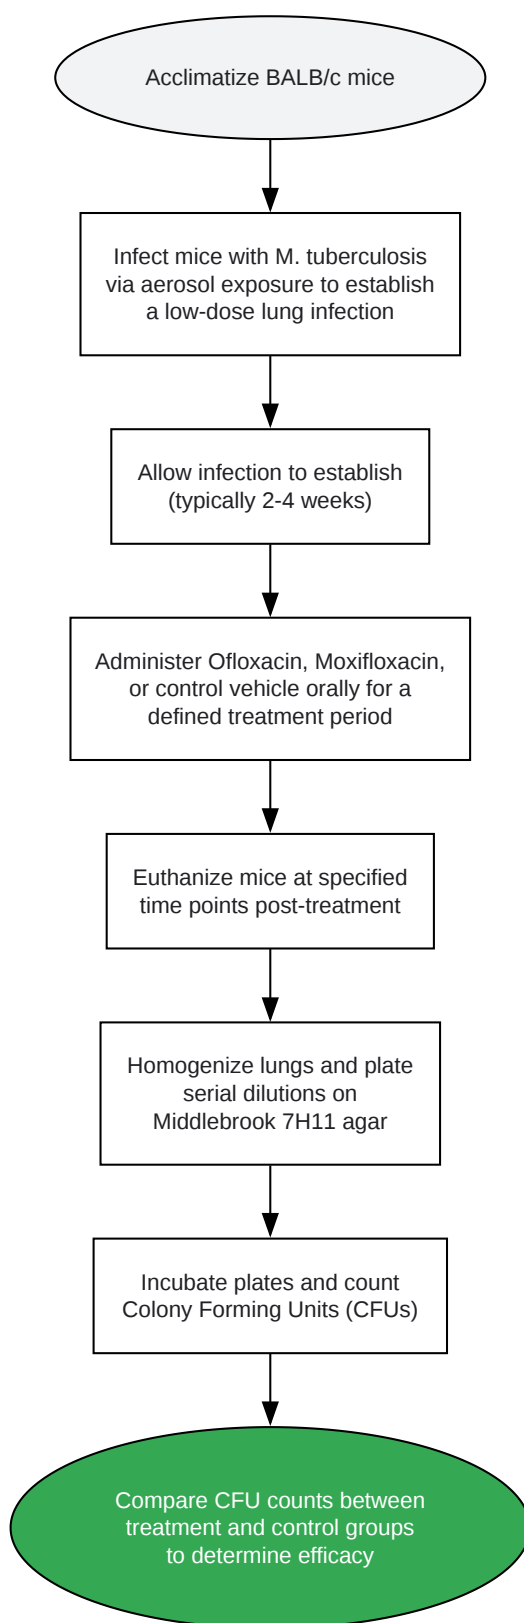 Acclimatize BALB/c mice
Infect mice with M. tuberculosis
via aerosol exposure to establish
a low-dose lung infection
Allow infection to establish
(typically 2-4 weeks)
Administer Ofloxacin, Moxifloxacin,
or control vehicle orally for a
defined treatment period
Euthanize mice at specified
time points post-treatment
Homogenize lungs and plate
serial dilutions on
Middlebrook 7H11 agar
Incubate plates and count
Colony Forming Units (CFUs)
Compare CFU counts between
treatment and control groups
to determine efficacy